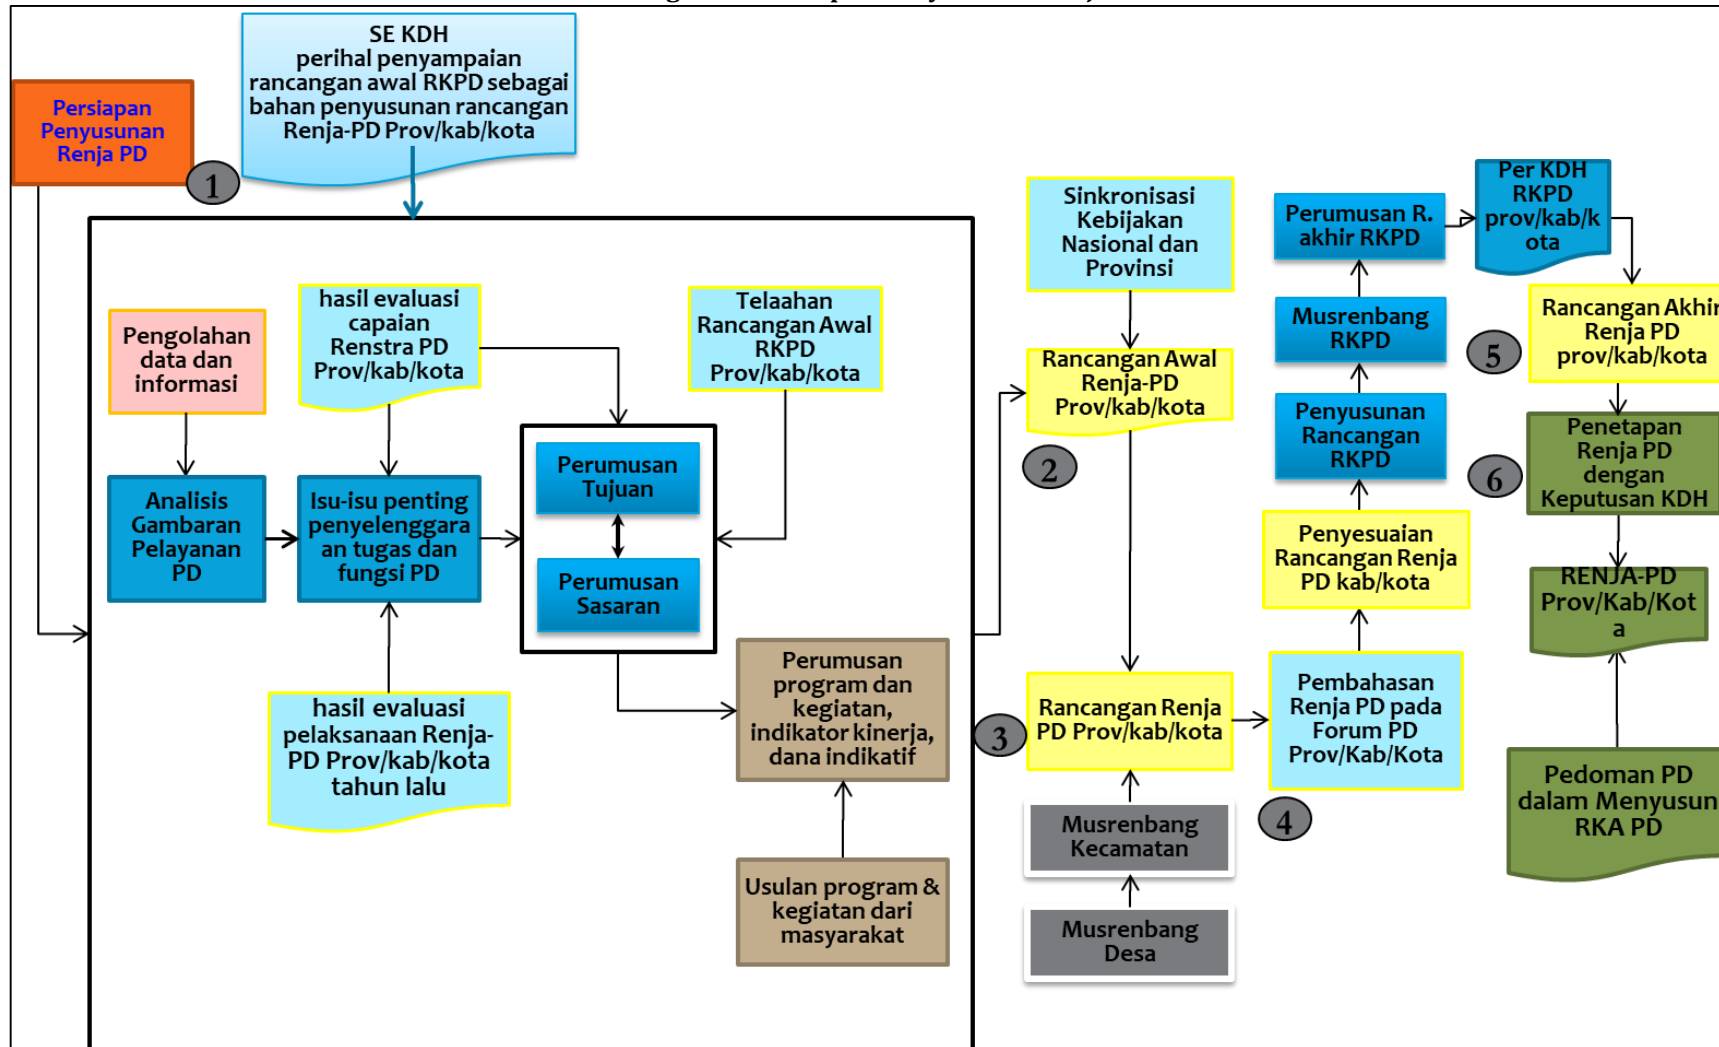 SE KDH
perihal penyampaian
rancangan awal RKPD sebagai
bahan penyusunan rancangan
Renja-PD Prov/kab/kota
Persiapan
Penyusunan
Renja PD
1
Pengolahan
data dan
informasi
hasil evaluasi
capaian
Renstra PD
Prov/kab/kota
Telaahan
Rancangan Awal
RKPD
Prov/kab/kota
Analisis
Gambaran
Pelayanan
PD
Isu-isu penting
penyelenggara
an tugas dan
fungsi PD
Perumusan
Tujuan
Perumusan
Sasaran
hasil evaluasi
pelaksanaan Renja-
PD Prov/kab/kota
tahun lalu
Perumusan
program dan
kegiatan,
indikator kinerja,
dana indikatif
Usulan program &
kegiatan dari
masyarakat
Sinkronisasi
Kebijakan
Nasional dan
Provinsi
Rancangan Awal
Renja-PD
Prov/kab/kota
2
3
Rancangan Renja
PD Prov/kab/kota
Musrenbang
Kecamatan
Musrenbang
Desa
4
Pembahasan
Renja PD pada
Forum PD
Prov/Kab/Kota
Penyesuaian
Rancangan Renja
PD kab/kota
Penyusunan
Rancangan
RKPD
Musrenbang
RKPD
Perumusan R.
akhir RKPD
Per KDH
RKPD
prov/kab/k
ota
5
Rancangan Akhir
Renja PD
prov/kab/kota
6
Penetapan
Renja PD
dengan
Keputusan KDH
RENJA-PD
Prov/Kab/Kot
a
Pedoman PD
dalam Menyusun
RKA PD